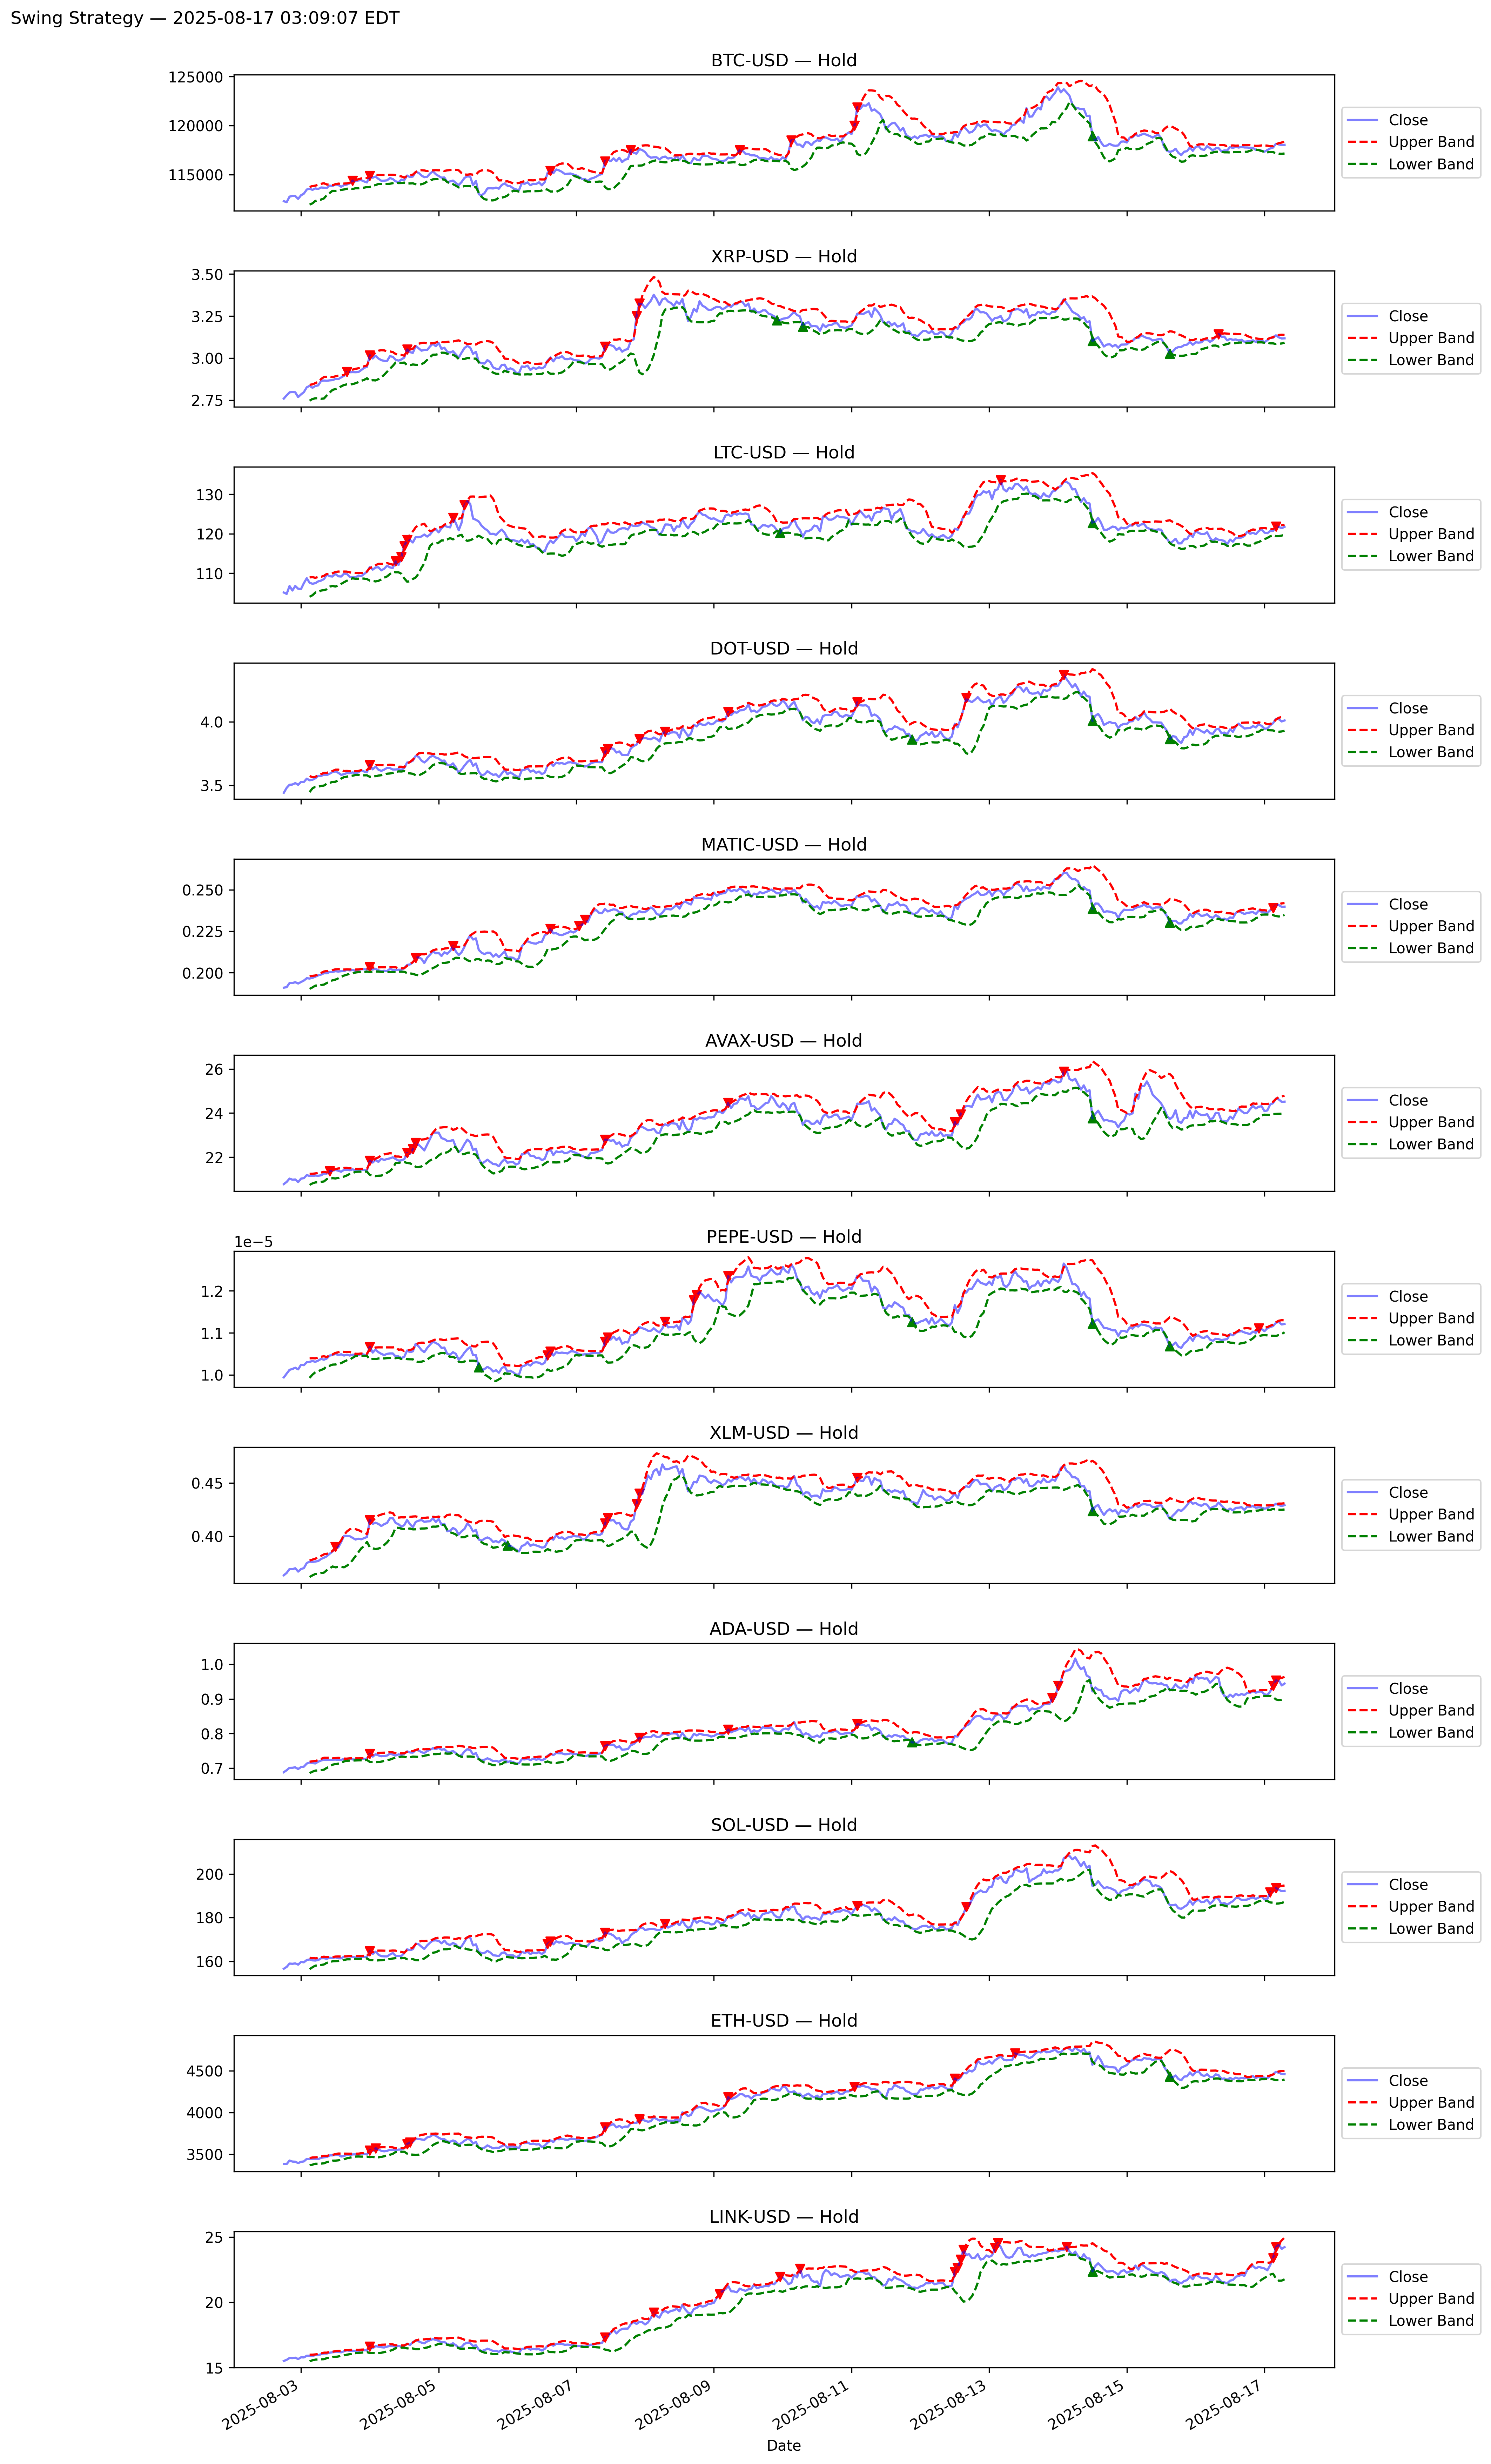 Swing Strategy — 2025-08-17 03:09:07 EDT
BTC-USD — Hold
125000
120000
115000
Close
Upper Band
Lower Band
XRP-USD — Hold
3.50
3.25
3.00
2.75
Close
Upper Band
Lower Band
LTC-USD — Hold
130
120
110
Close
Upper Band
Lower Band
DOT-USD — Hold
4.0
3.5
Close
Upper Band
Lower Band
MATIC-USD — Hold
0.250
0.225
0.200
Close
Upper Band
Lower Band
AVAX-USD — Hold
26
24
22
Close
Upper Band
Lower Band
PEPE-USD — Hold
1e−5
1.2
1.1
1.0
Close
Upper Band
Lower Band
XLM-USD — Hold
0.45
0.40
Close
Upper Band
Lower Band
ADA-USD — Hold
1.0
0.9
0.8
0.7
Close
Upper Band
Lower Band
SOL-USD — Hold
200
180
160
Close
Upper Band
Lower Band
ETH-USD — Hold
4500
4000
3500
Close
Upper Band
Lower Band
LINK-USD — Hold
25
20
15
Close
Upper Band
Lower Band
2025-08-03
2025-08-05
2025-08-07
2025-08-09
2025-08-11
2025-08-13
2025-08-15
2025-08-17
Date